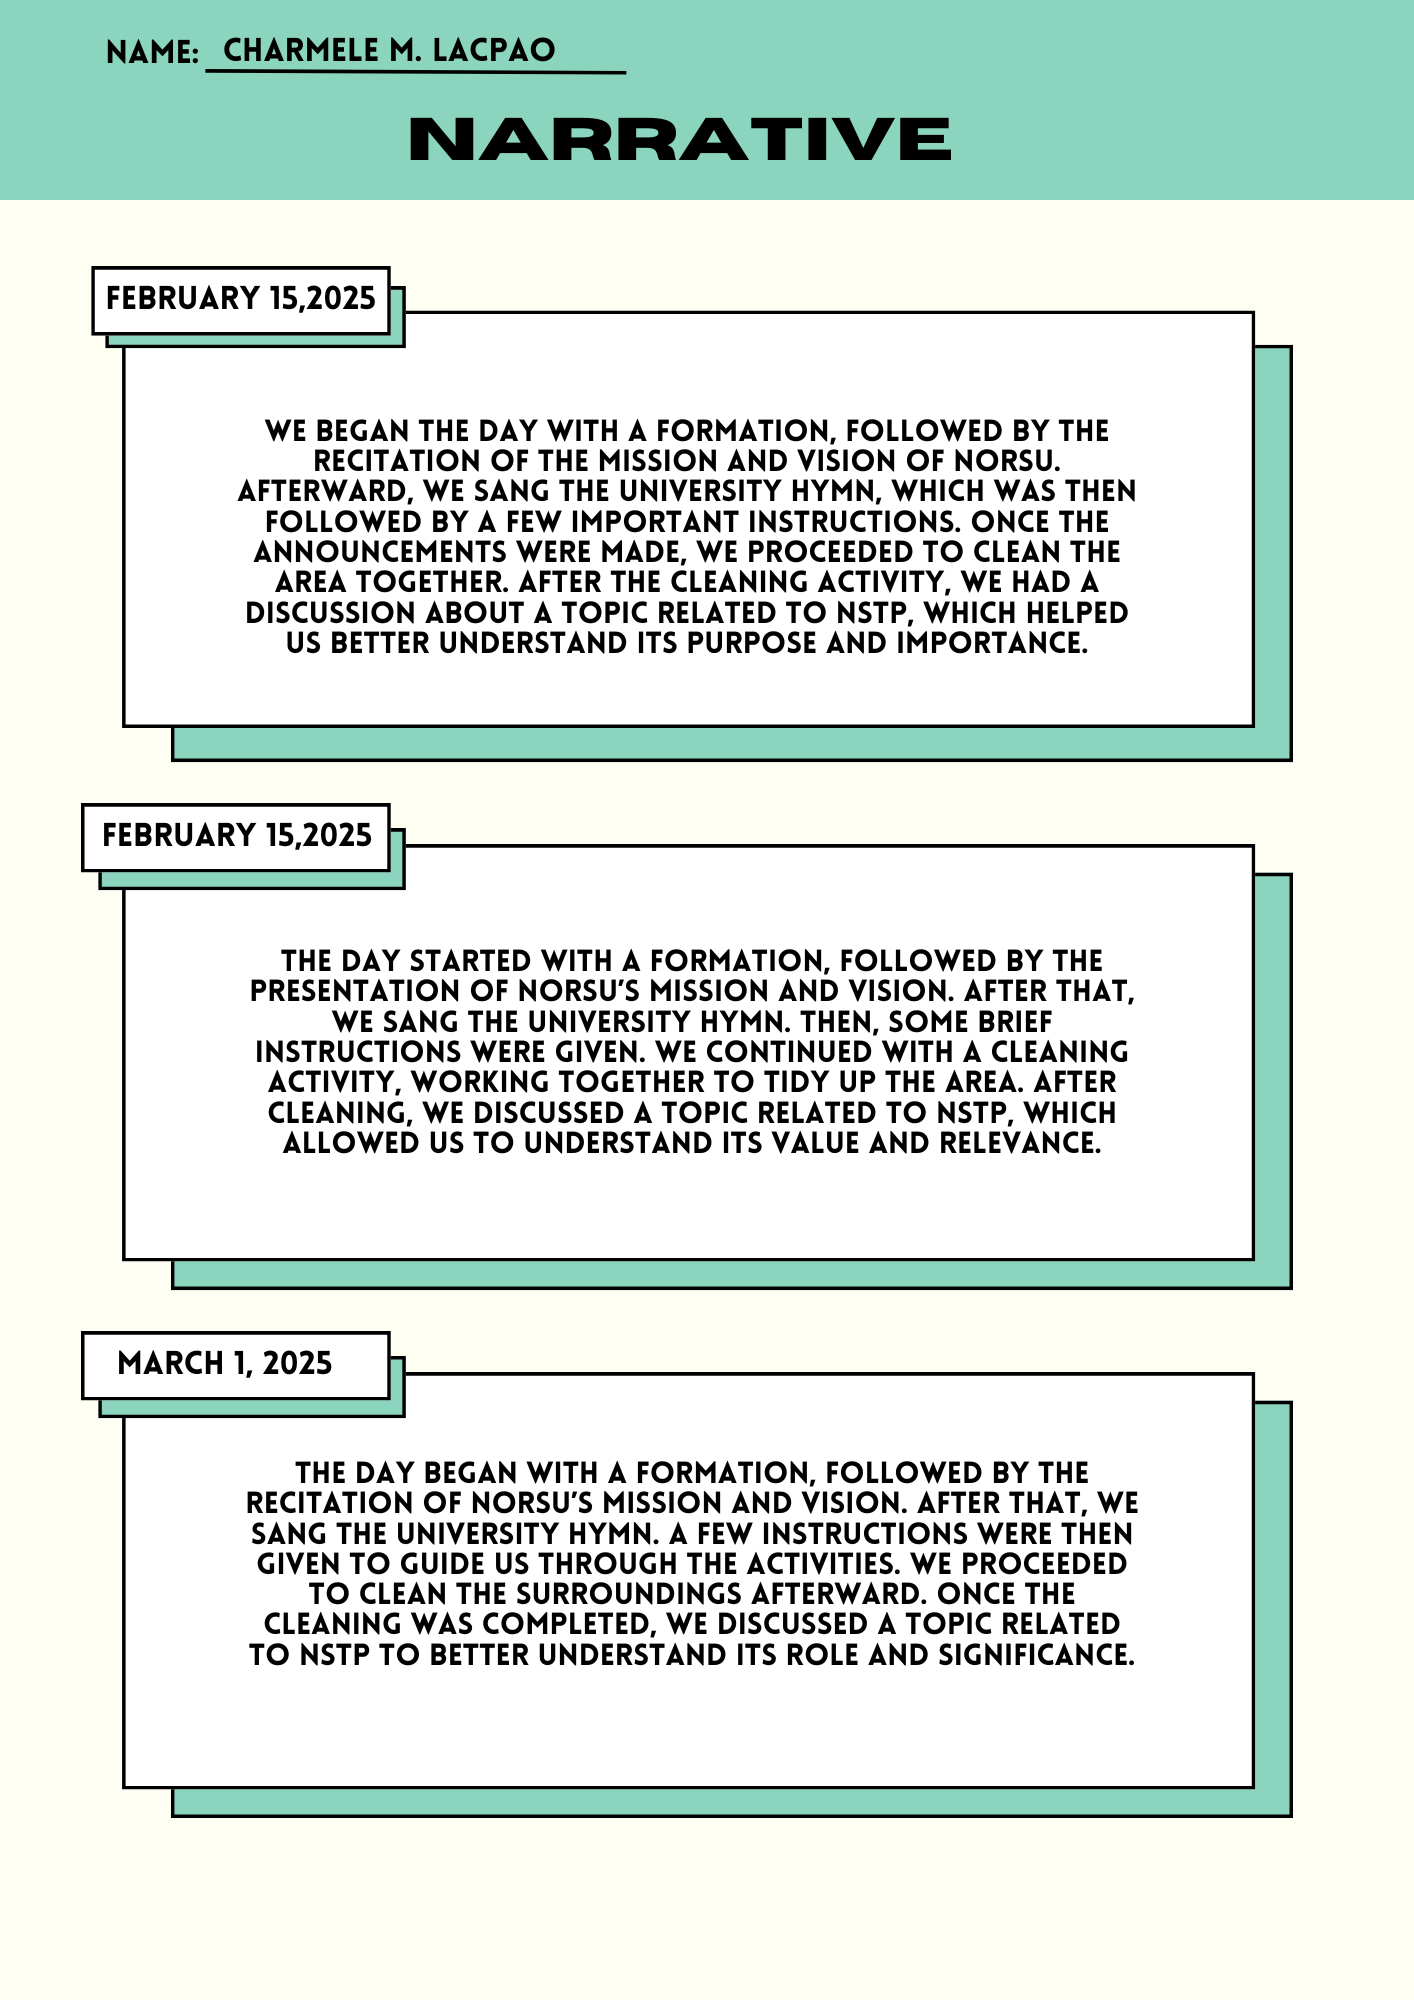 NAME: CHARMELE M. LACPAO
NARRATIVE
FEBRUARY 15,2025
WE BEGAN THE DAY WITH A FORMATION, FOLLOWED BY THE
RECITATION OF THE MISSION AND VISION OF NORSU.
AFTERWARD, WE SANG THE UNIVERSITY HYMN, WHICH WAS THEN
FOLLOWED BY A FEW IMPORTANT INSTRUCTIONS. ONCE THE
ANNOUNCEMENTS WERE MADE, WE PROCEEDED TO CLEAN THE
AREA TOGETHER. AFTER THE CLEANING ACTIVITY, WE HAD A
DISCUSSION ABOUT A TOPIC RELATED TO NSTP, WHICH HELPED
US BETTER UNDERSTAND ITS PURPOSE AND IMPORTANCE.
FEBRUARY 15,2025
THE DAY STARTED WITH A FORMATION, FOLLOWED BY THE
PRESENTATION OF NORSU'S MISSION AND VISION. AFTER THAT,
WE SANG THE UNIVERSITY HYMN. THEN, SOME BRIEF
INSTRUCTIONS WERE GIVEN. WE CONTINUED WITH A CLEANING
ACTIVITY, WORKING TOGETHER TO TIDY UP THE AREA. AFTER
CLEANING, WE DISCUSSED A TOPIC RELATED TO NSTP, WHICH
ALLOWED US TO UNDERSTAND ITS VALUE AND RELEVANCE.
MARCH 1, 2025
THE DAY BEGAN WITH A FORMATION, FOLLOWED BY THE
RECITATION OF NORSU'S MISSION AND VISION. AFTER THAT, WE
SANG THE UNIVERSITY HYMN. A FEW INSTRUCTIONS WERE THEN
GIVEN TO GUIDE US THROUGH THE ACTIVITIES. WE PROCEEDED
TO CLEAN THE SURROUNDINGS AFTERWARD. ONCE THE
CLEANING WAS COMPLETED, WE DISCUSSED A TOPIC RELATED
TO NSTP TO BETTER UNDERSTAND ITS ROLE AND SIGNIFICANCE.